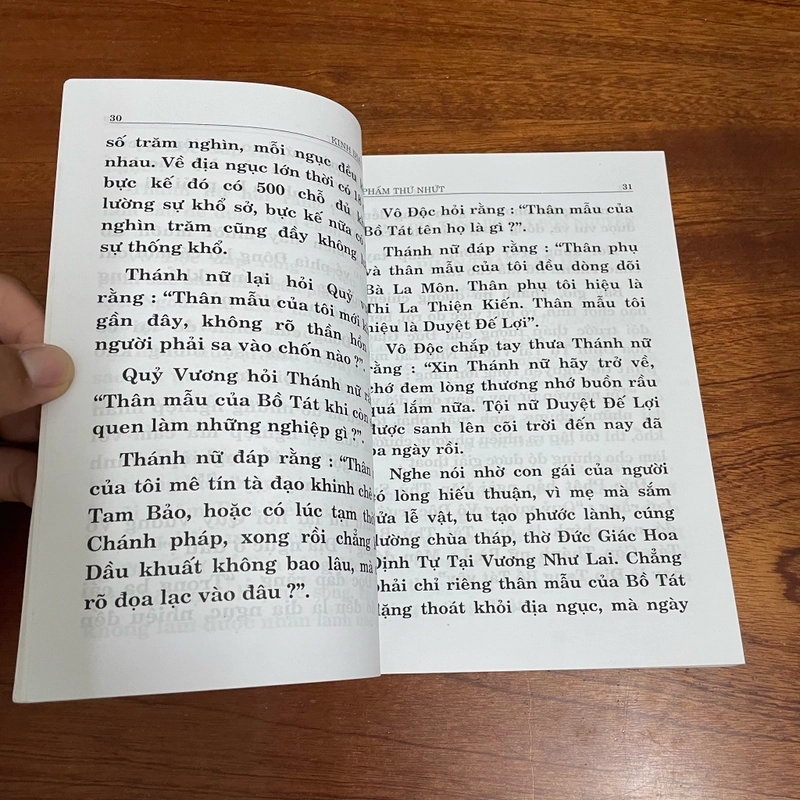 30
KINH ĐỊA
số trăm nghìn, mỗi ngục đều
nhau. Về địa ngục lớn thời có 18
bực kế đó có 500 chỗ đủ
lường sự khổ sở, bực kế nữa có
nghìn trăm cũng đầy không
sự thống khổ.
Thánh nữ lại hỏi Quỷ
rằng : “Thân mẫu của tôi mới
gần đây, không rõ thần hồn
người phải sa vào chốn nào ?”.
Quỷ Vương hỏi Thánh nữ
“Thân mẫu của Bồ Tát khi còn
quen làm những nghiệp gì ?”.
Thánh nữ đáp rằng : “Thân
của tôi mê tín tà đạo khinh chê
Tam Bảo, hoặc có lúc tạm
Chánh pháp, xong rồi chẳng
Dầu khuất không bao lâu, mà
rõ đọa lạc vào đâu ?”.
PHẨM THỨ NHỨT
31
Vô Độc hỏi rằng : “Thân mẫu của
Bồ Tát tên họ là gì ?”.
Thánh nữ đáp rằng : “Thân phụ
và thân mẫu của tôi đều dòng dõi
Bà La Môn. Thân phụ tôi hiệu là
Thi La Thiện Kiến. Thân mẫu tôi
hiệu là Duyệt Đế Lợi”.
Vô Độc chắp tay thưa Thánh nữ
rằng : “Xin Thánh nữ hãy trở về,
chớ đem lòng thương nhớ buồn rầu
quá lắm nữa. Tội nữ Duyệt Đế Lợi
được sanh lên cõi trời đến nay đã
ba ngày rồi.
Nghe nói nhờ con gái của người
có lòng hiếu thuận, vì mẹ mà sắm
sửa lễ vật, tu tạo phước lành, cúng
dường chùa tháp, thờ Đức Giác Hoa
Định Tự Tại Vương Như Lai. Chẳng
phải chỉ riêng thân mẫu của Bồ Tát
đặng thoát khỏi địa ngục, mà ngày